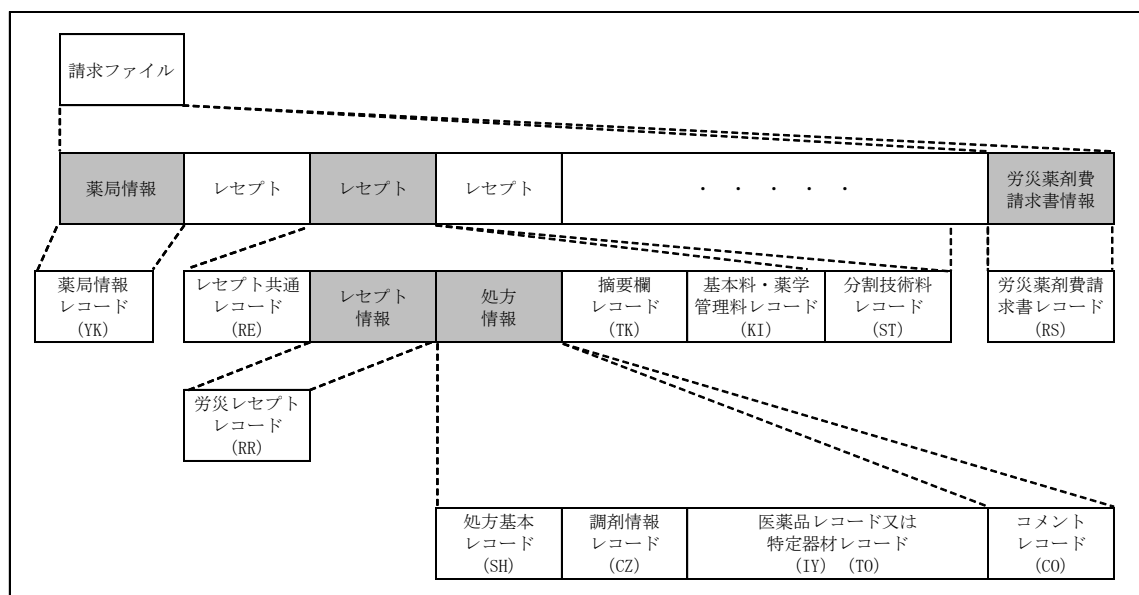 請求ファイル
薬局情報
レセプト
レセプト
レセプト
・ ・ ・ ・ ・
労災薬剤費
請求書情報
薬局情報
レコード
(YK)
レセプト共通
レコード
(RE)
レセプト
情報
処方
情報
摘要欄
レコード
(TK)
基本料・薬学
管理料レコード
(KI)
分割技術料
レコード
(ST)
労災薬剤費請
求書レコード
(RS)
労災レセプト
レコード
(RR)
処方基本
レコード
(SH)
調剤情報
レコード
(CZ)
医薬品レコード又は
特定器材レコード
(IY) (TO)
コメント
レコード
(CO)